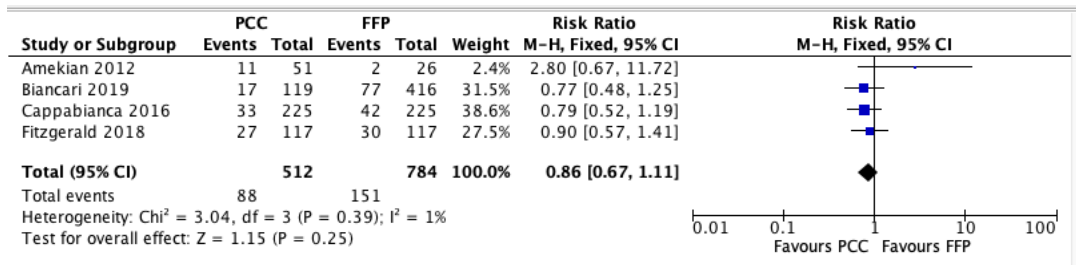 PCC FFP Risk Ratio Risk Ratio
Study or Subgroup Events Total Events Total Weight M-H, Fixed, 95% CI M-H, Fixed, 95% CI
Amekian 2012 11 51 2 26 2.4% 2.80 [0.67, 11.72]
Biancari 2019 17 119 77 416 31.5% 0.77 [0.48, 1.25]
Cappabianca 2016 33 225 42 225 38.6% 0.79 [0.52, 1.19]
Fitzgerald 2018 27 117 30 117 27.5% 0.90 [0.57, 1.41]
Total (95% CI) 512 784 100.0% 0.86 [0.67, 1.11]
Total events 88 151
Heterogeneity: Chi² = 3.04, df = 3 (P = 0.39); I² = 1%
Test for overall effect: Z = 1.15 (P = 0.25)
0.01 0.1 1 10 100
Favours PCC Favours FFP